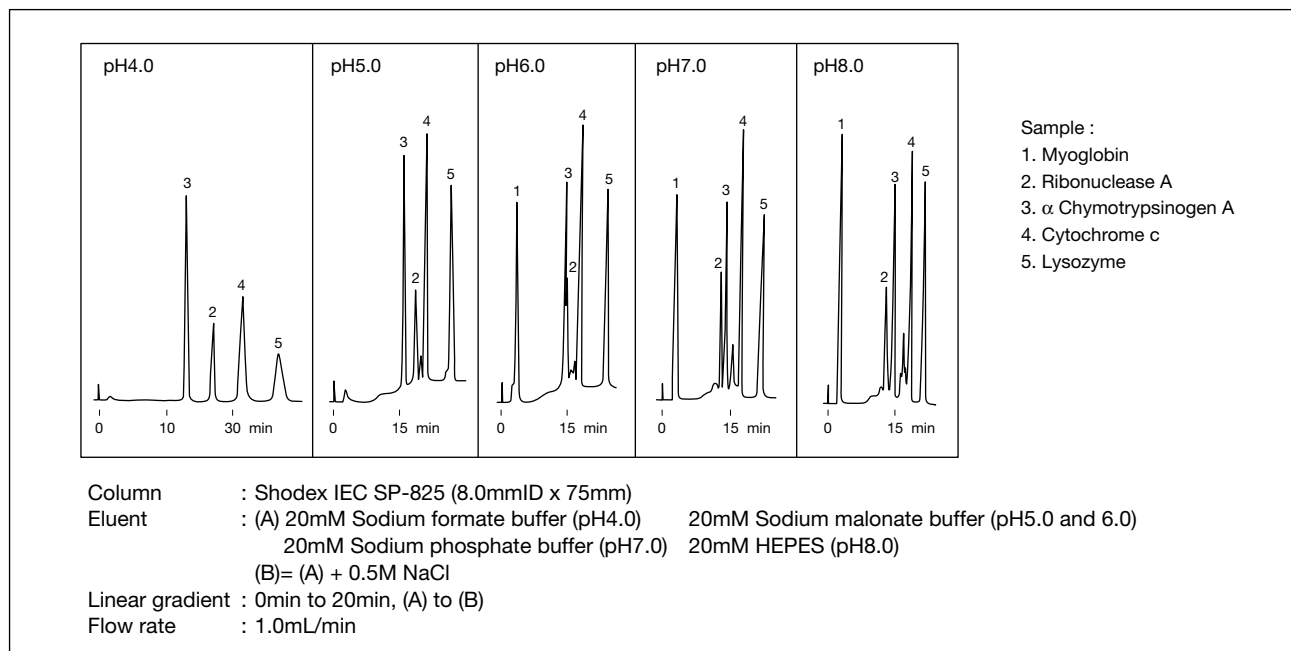 pH4.0
3
2
4
5
0 10 30 min
pH5.0
3
4
2
5
0 15 min
pH6.0
1
3
2
4
5
0 15 min
pH7.0
1
2
3
4
5
0 15 min
pH8.0
1
2
3
4
5
0 15 min
Sample :
1. Myoglobin
2. Ribonuclease A
3. α Chymotrypsinogen A
4. Cytochrome c
5. Lysozyme
Column : Shodex IEC SP-825 (8.0mmID x 75mm)
Eluent : (A) 20mM Sodium formate buffer (pH4.0) 20mM Sodium malonate buffer (pH5.0 and 6.0)
20mM Sodium phosphate buffer (pH7.0) 20mM HEPES (pH8.0)
(B)= (A) + 0.5M NaCl
Linear gradient : 0min to 20min, (A) to (B)
Flow rate : 1.0mL/min